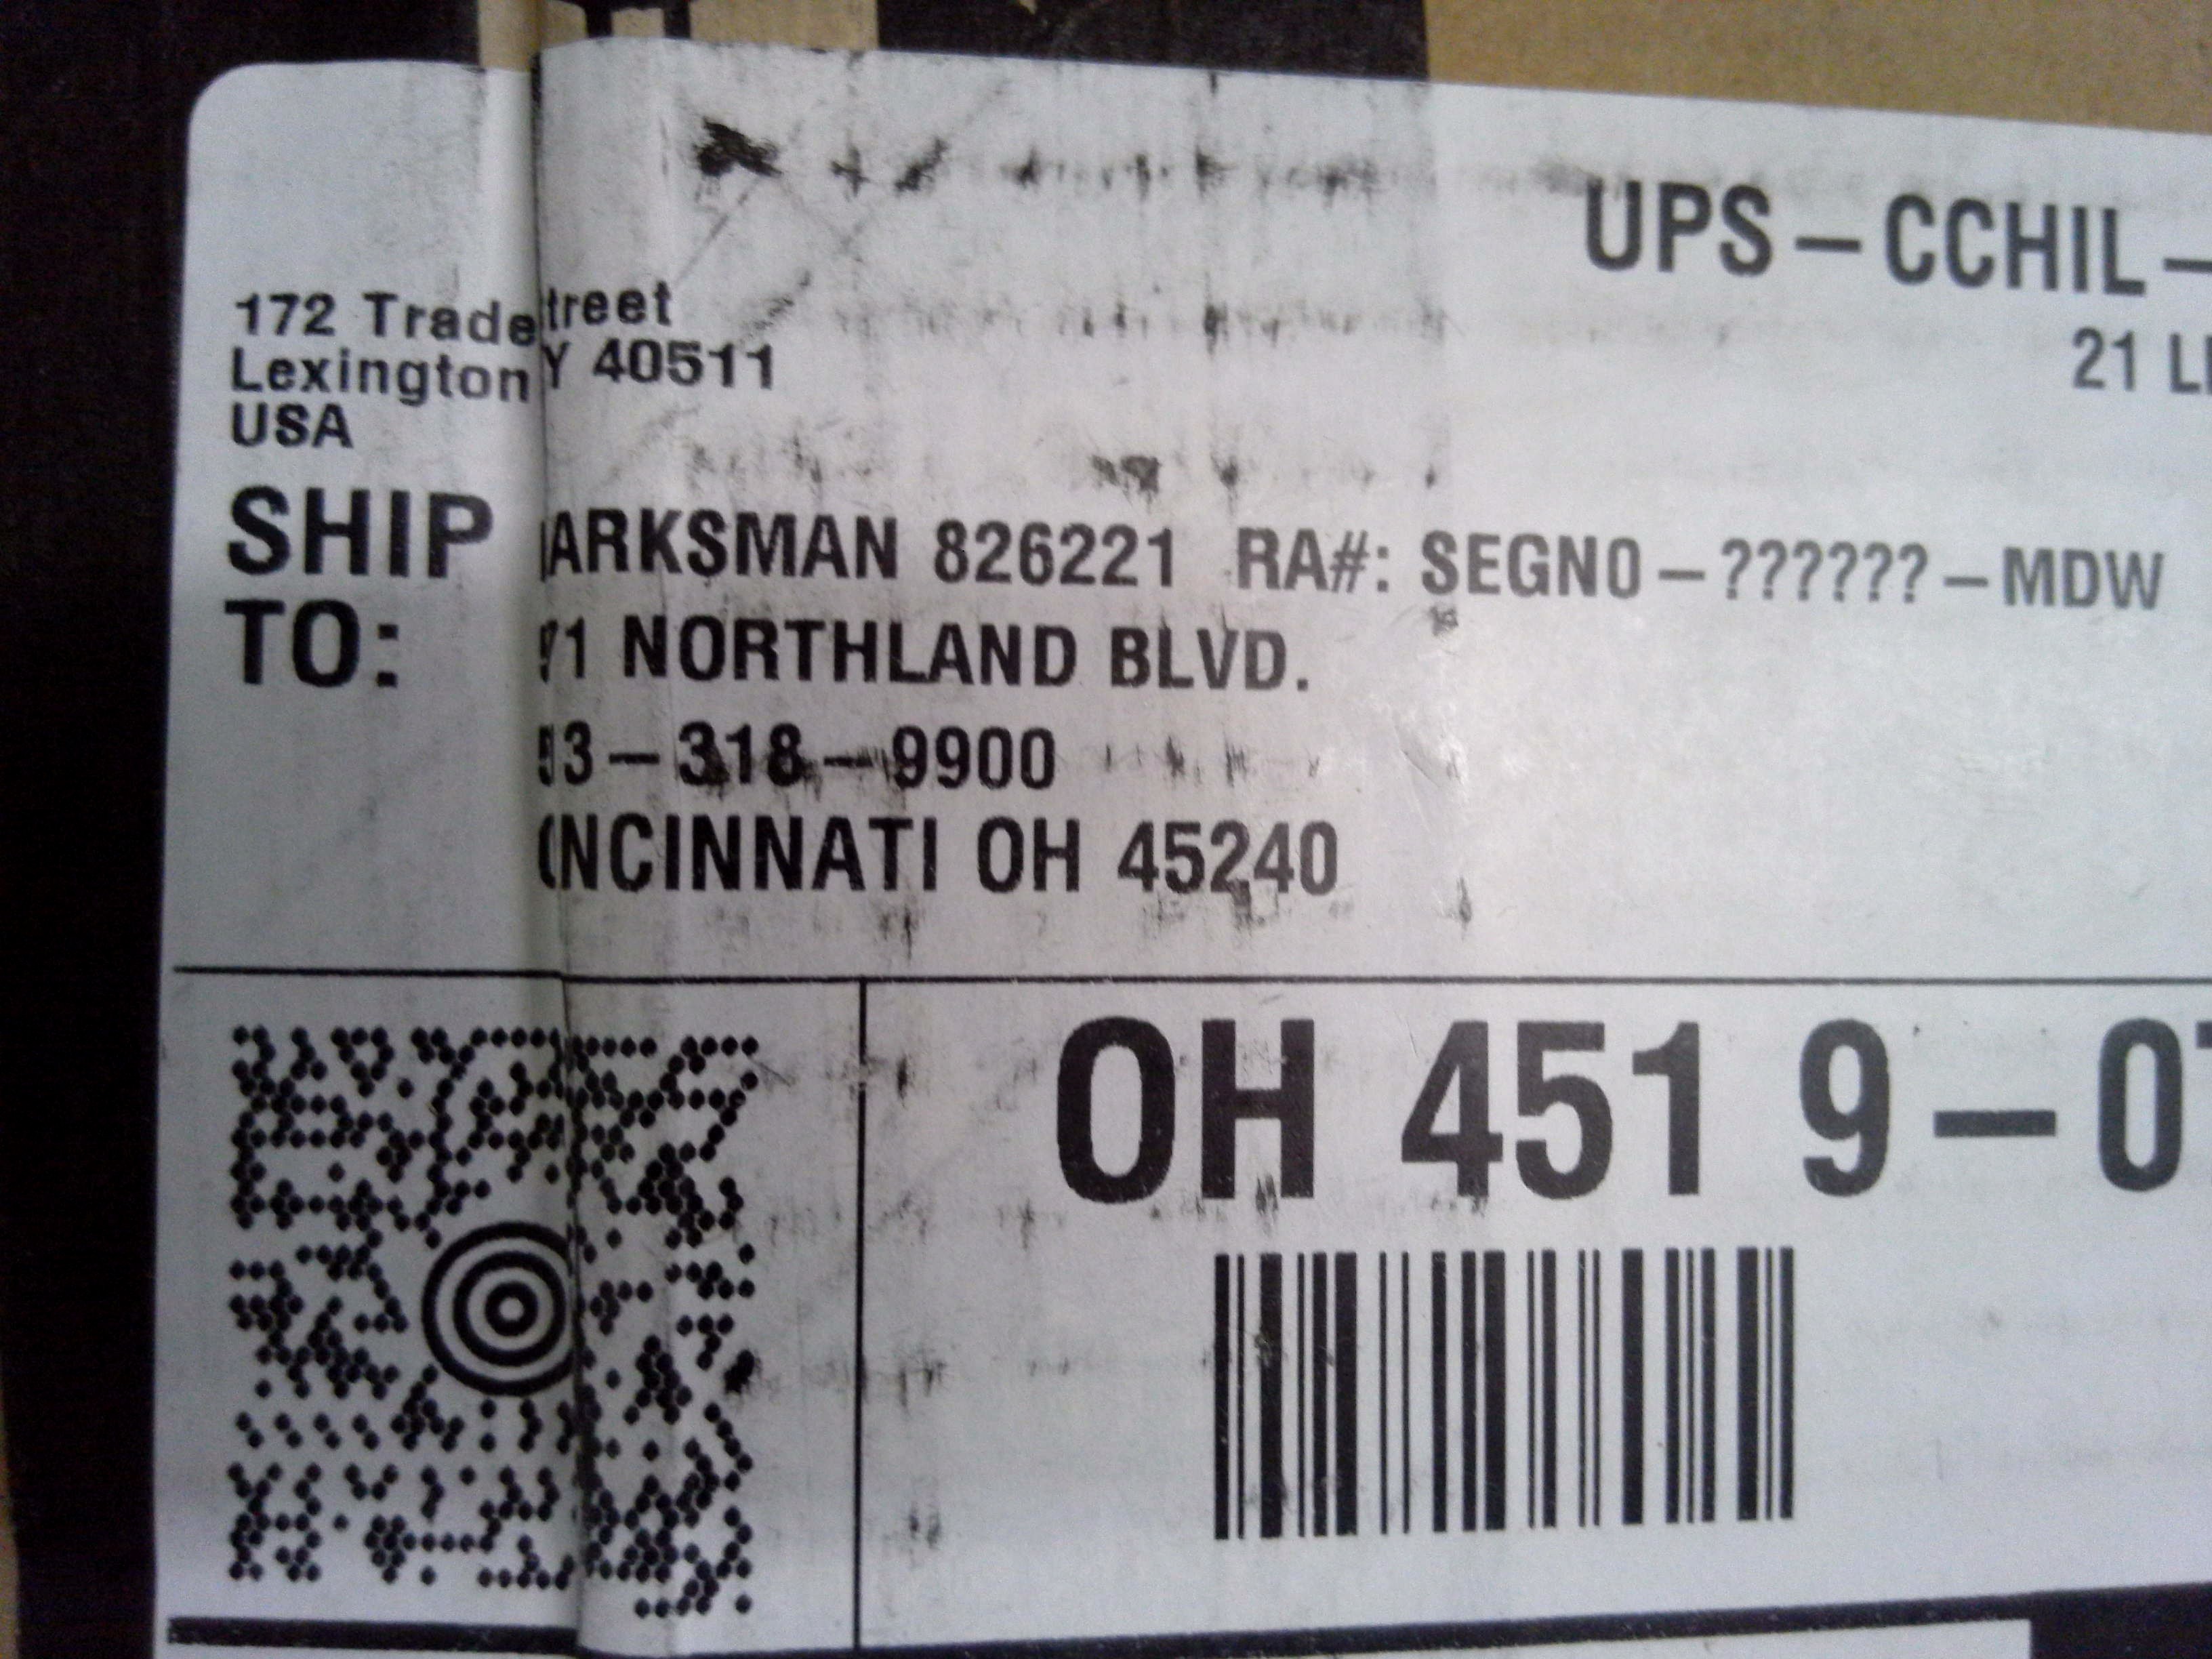 UPS – CCHIL –
21
172 Trade treet
Lexington Y 40511
USA
SHIP TO:
ARKSMAN 826221 RA#: SEGN0 – ?????? – MDW
71 NORTHLAND BLVD.
3 – 318 – 9900
NCINNATI OH 45240
OH 451 9 – 0